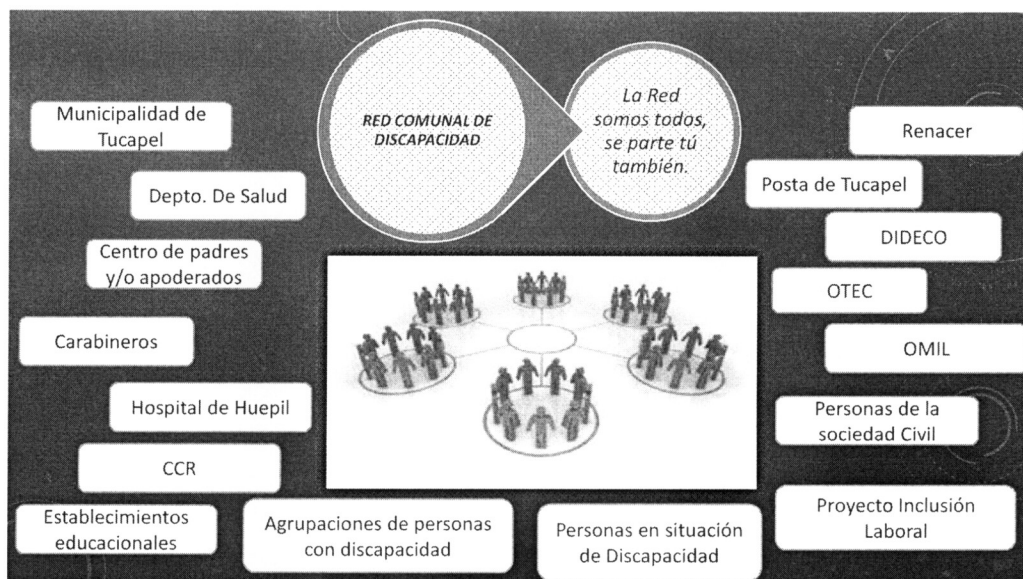 RED COMUNAL DE
DISCAPACIDAD
La Red
somos todos,
se parte tú
también.
Municipalidad de
Tucapel
Depto. De Salud
Centro de padres
y/o apoderados
Carabineros
Hospital de Huepil
CCR
Establecimientos
educacionales
Agrupaciones de personas
con discapacidad
Personas en situación
de Discapacidad
Renacer
Posta de Tucapel
DIDECO
OTEC
OMIL
Personas de la
sociedad Civil
Proyecto Inclusión
Laboral